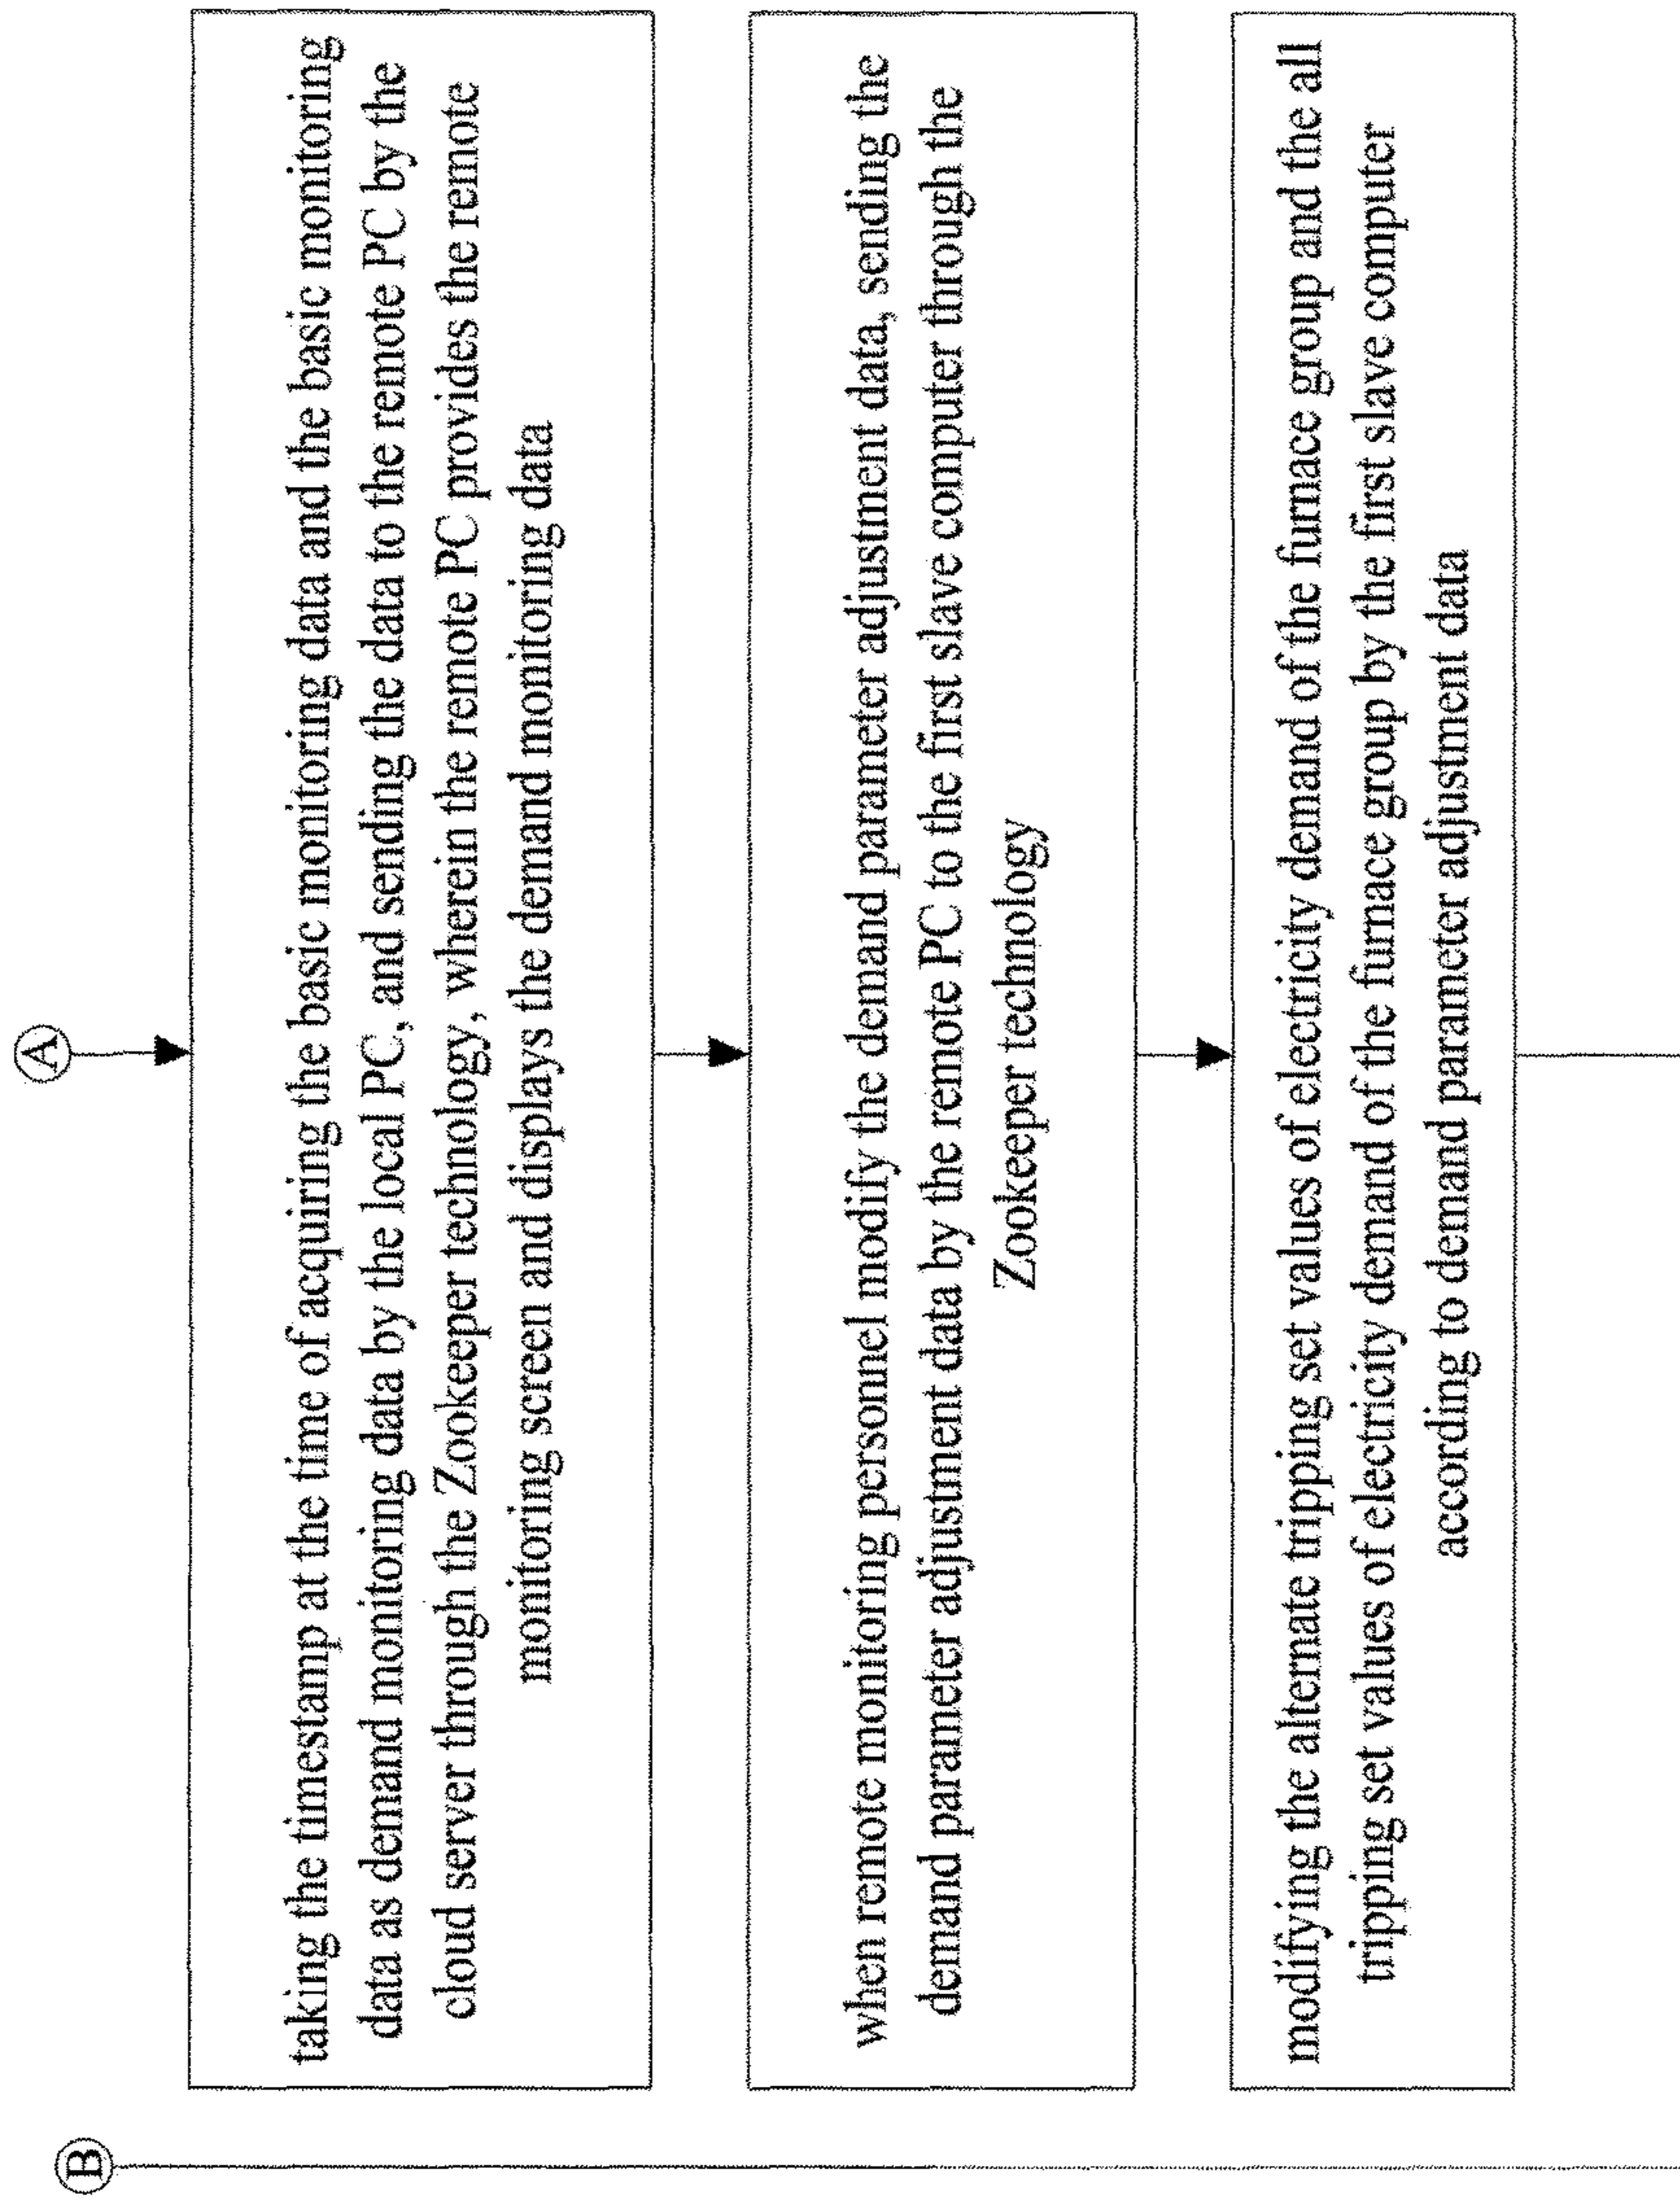 A
taking the timestamp at the time of acquiring the basic monitoring data and the basic monitoring
data as demand monitoring data by the local PC, and sending the data to the remote PC by the
cloud server through the Zookeeper technology, wherein the remote PC provides the remote
monitoring screen and displays the demand monitoring data
when remote monitoring personnel modify the demand parameter adjustment data, sending the
demand parameter adjustment data by the remote PC to the first slave computer through the
Zookeeper technology
modifying the alternate tripping set values of electricity demand of the furnace group and the all
tripping set values of electricity demand of the furnace group by the first slave computer
according to demand parameter adjustment data
B